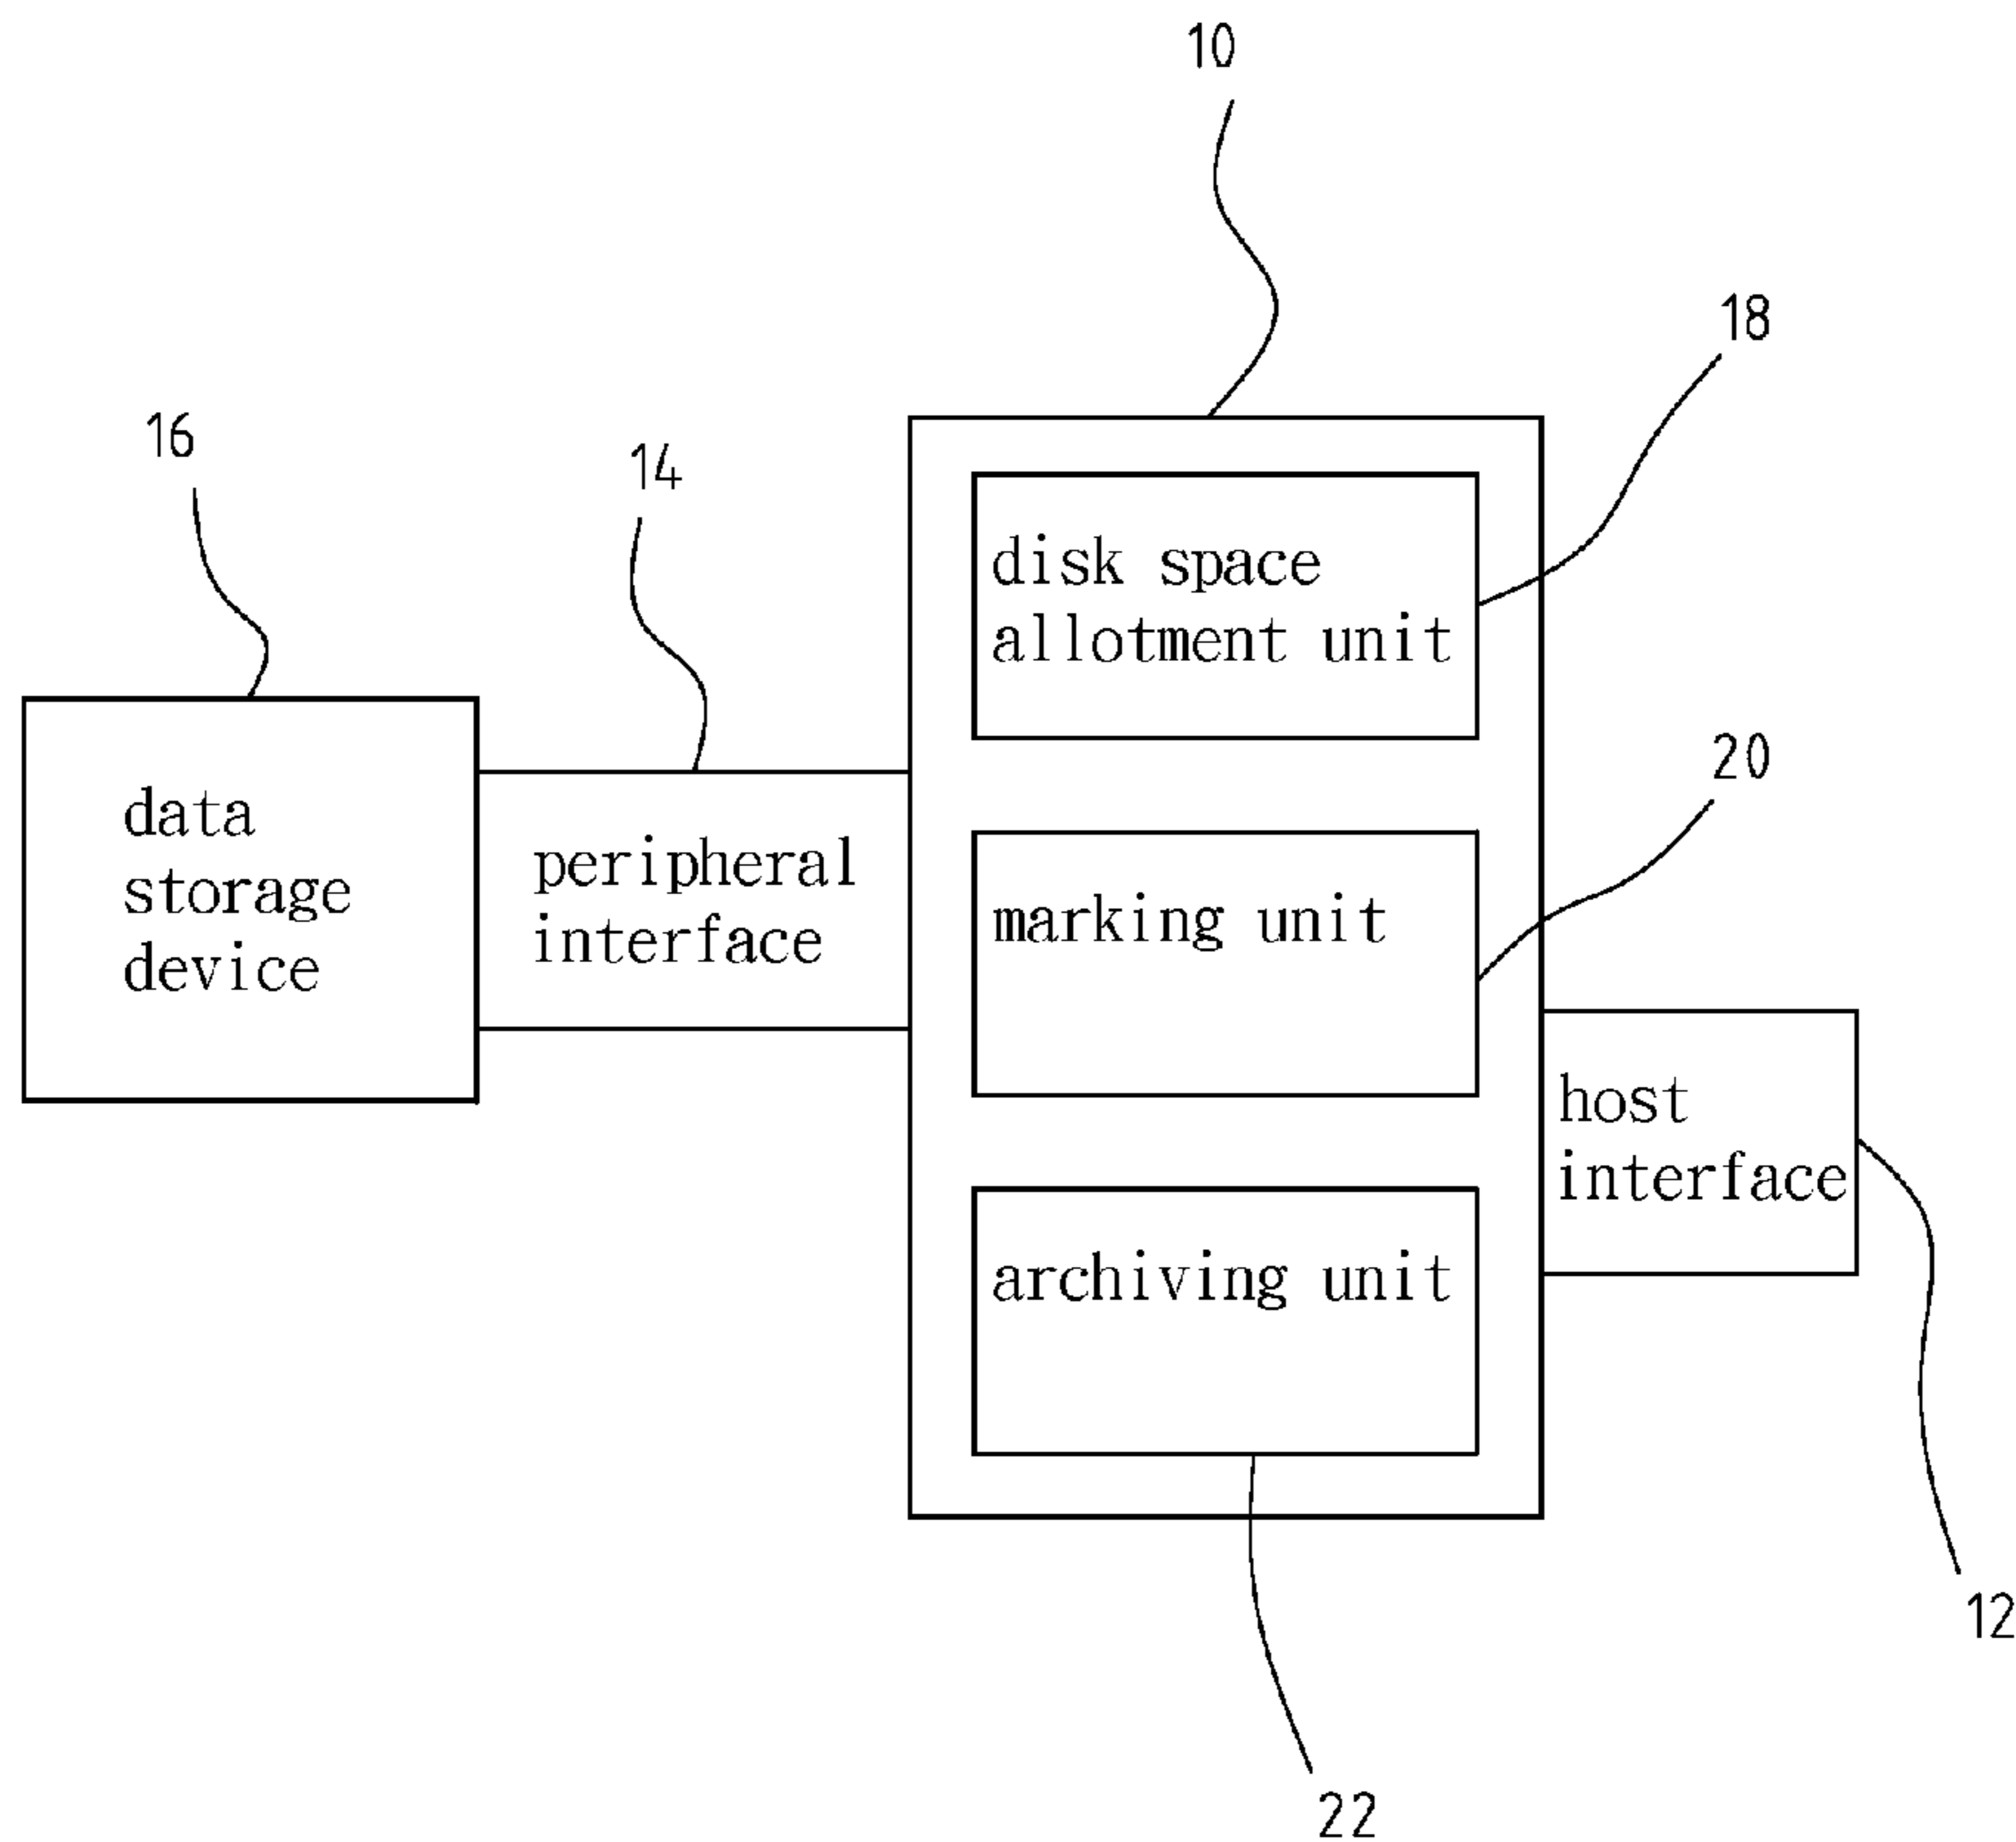 10
18
16
14
disk space
allotment unit
20
data
storage
device
peripheral
interface
marking unit
host
interface
archiving unit
12
22